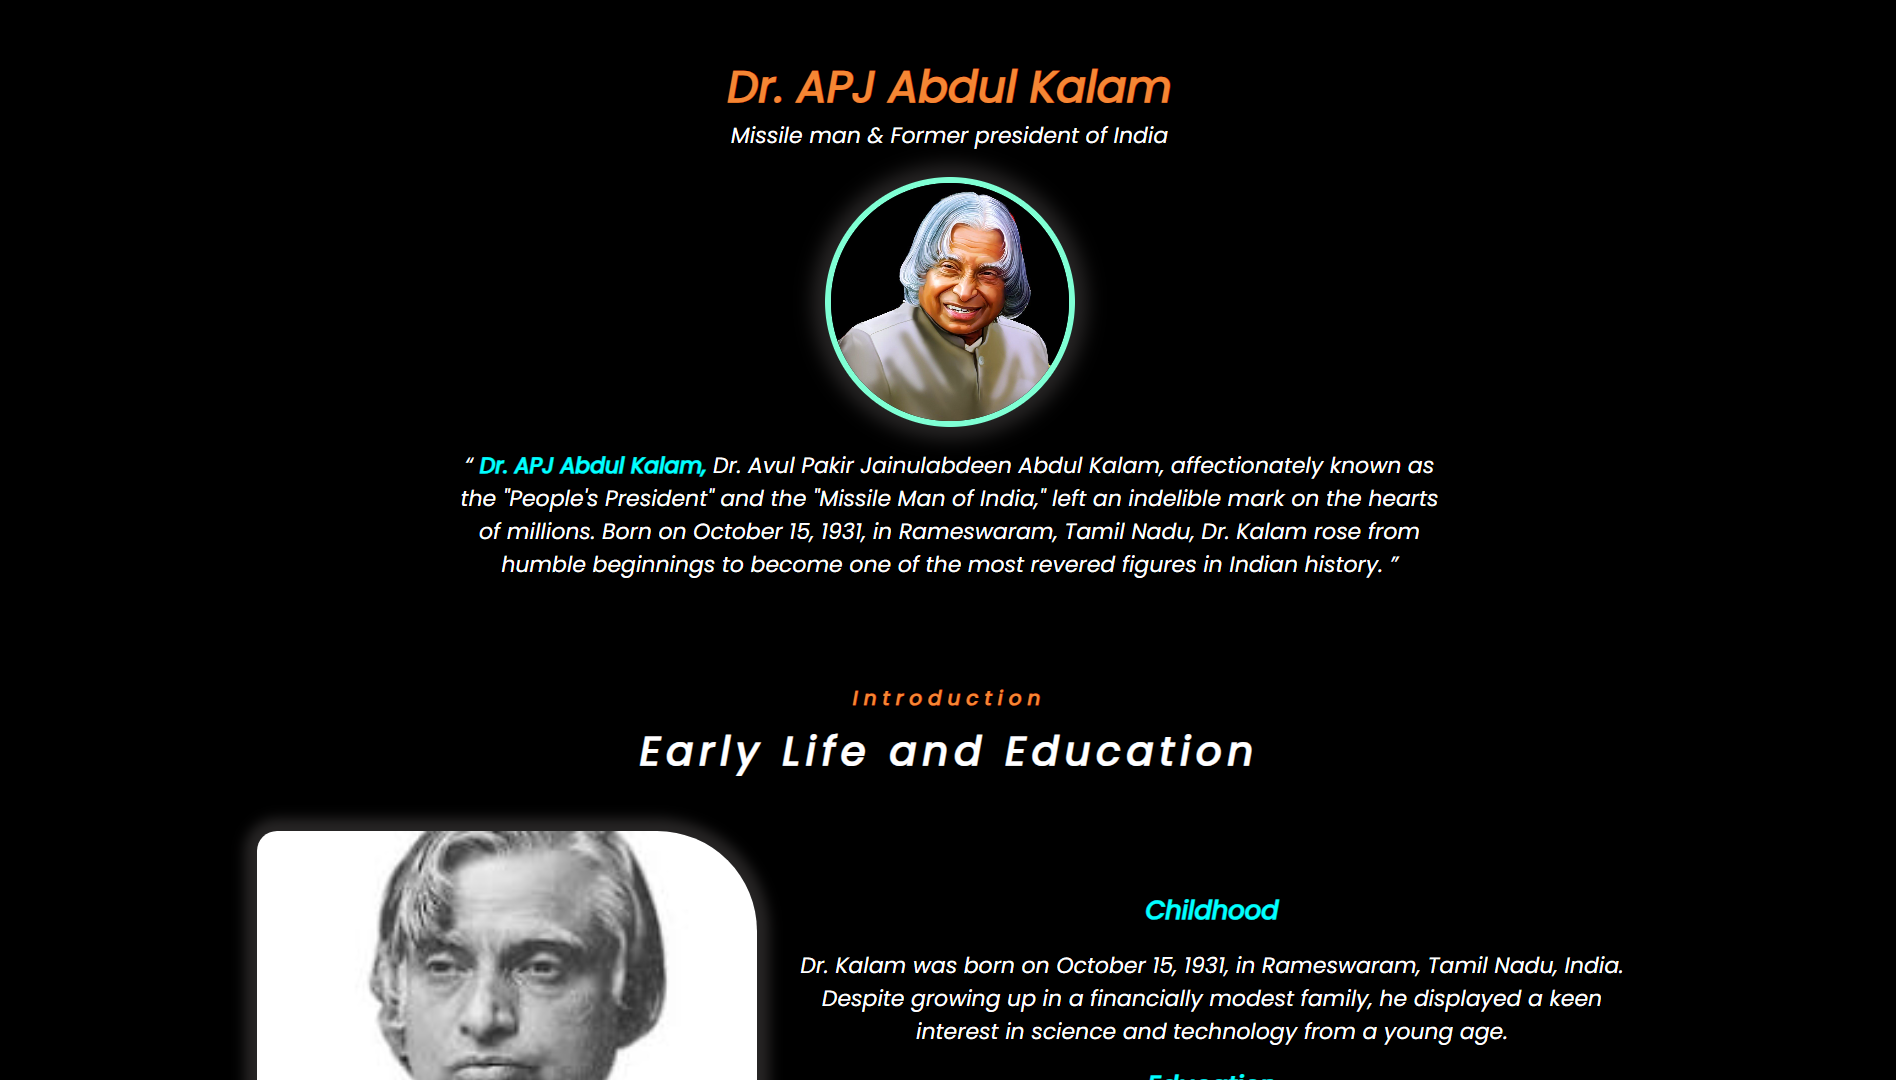 Dr. APJ Abdul Kalam
Missile man & Former president of India
“ Dr. APJ Abdul Kalam, Dr. Avul Pakir Jainulabdeen Abdul Kalam, affectionately known as
the "People's President" and the "Missile Man of India," left an indelible mark on the hearts
of millions. Born on October 15, 1931, in Rameswaram, Tamil Nadu, Dr. Kalam rose from
humble beginnings to become one of the most revered figures in Indian history. ”
Introduction
Early Life and Education
Childhood
Dr. Kalam was born on October 15, 1931, in Rameswaram, Tamil Nadu, India.
Despite growing up in a financially modest family, he displayed a keen
interest in science and technology from a young age.
Education